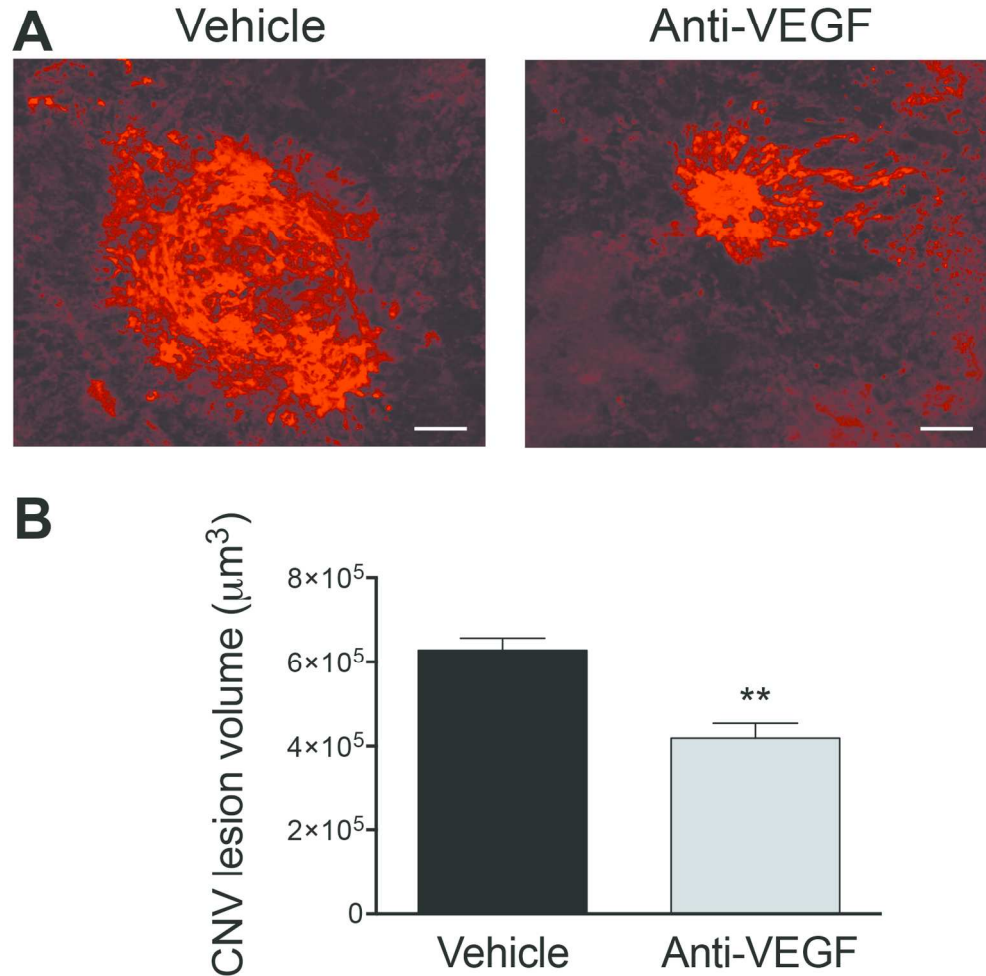 A
Vehicle
Anti-VEGF
B
CNV lesion volume (μm³)
8×10⁵
6×10⁵
4×10⁵
2×10⁵
0
**
Vehicle
Anti-VEGF